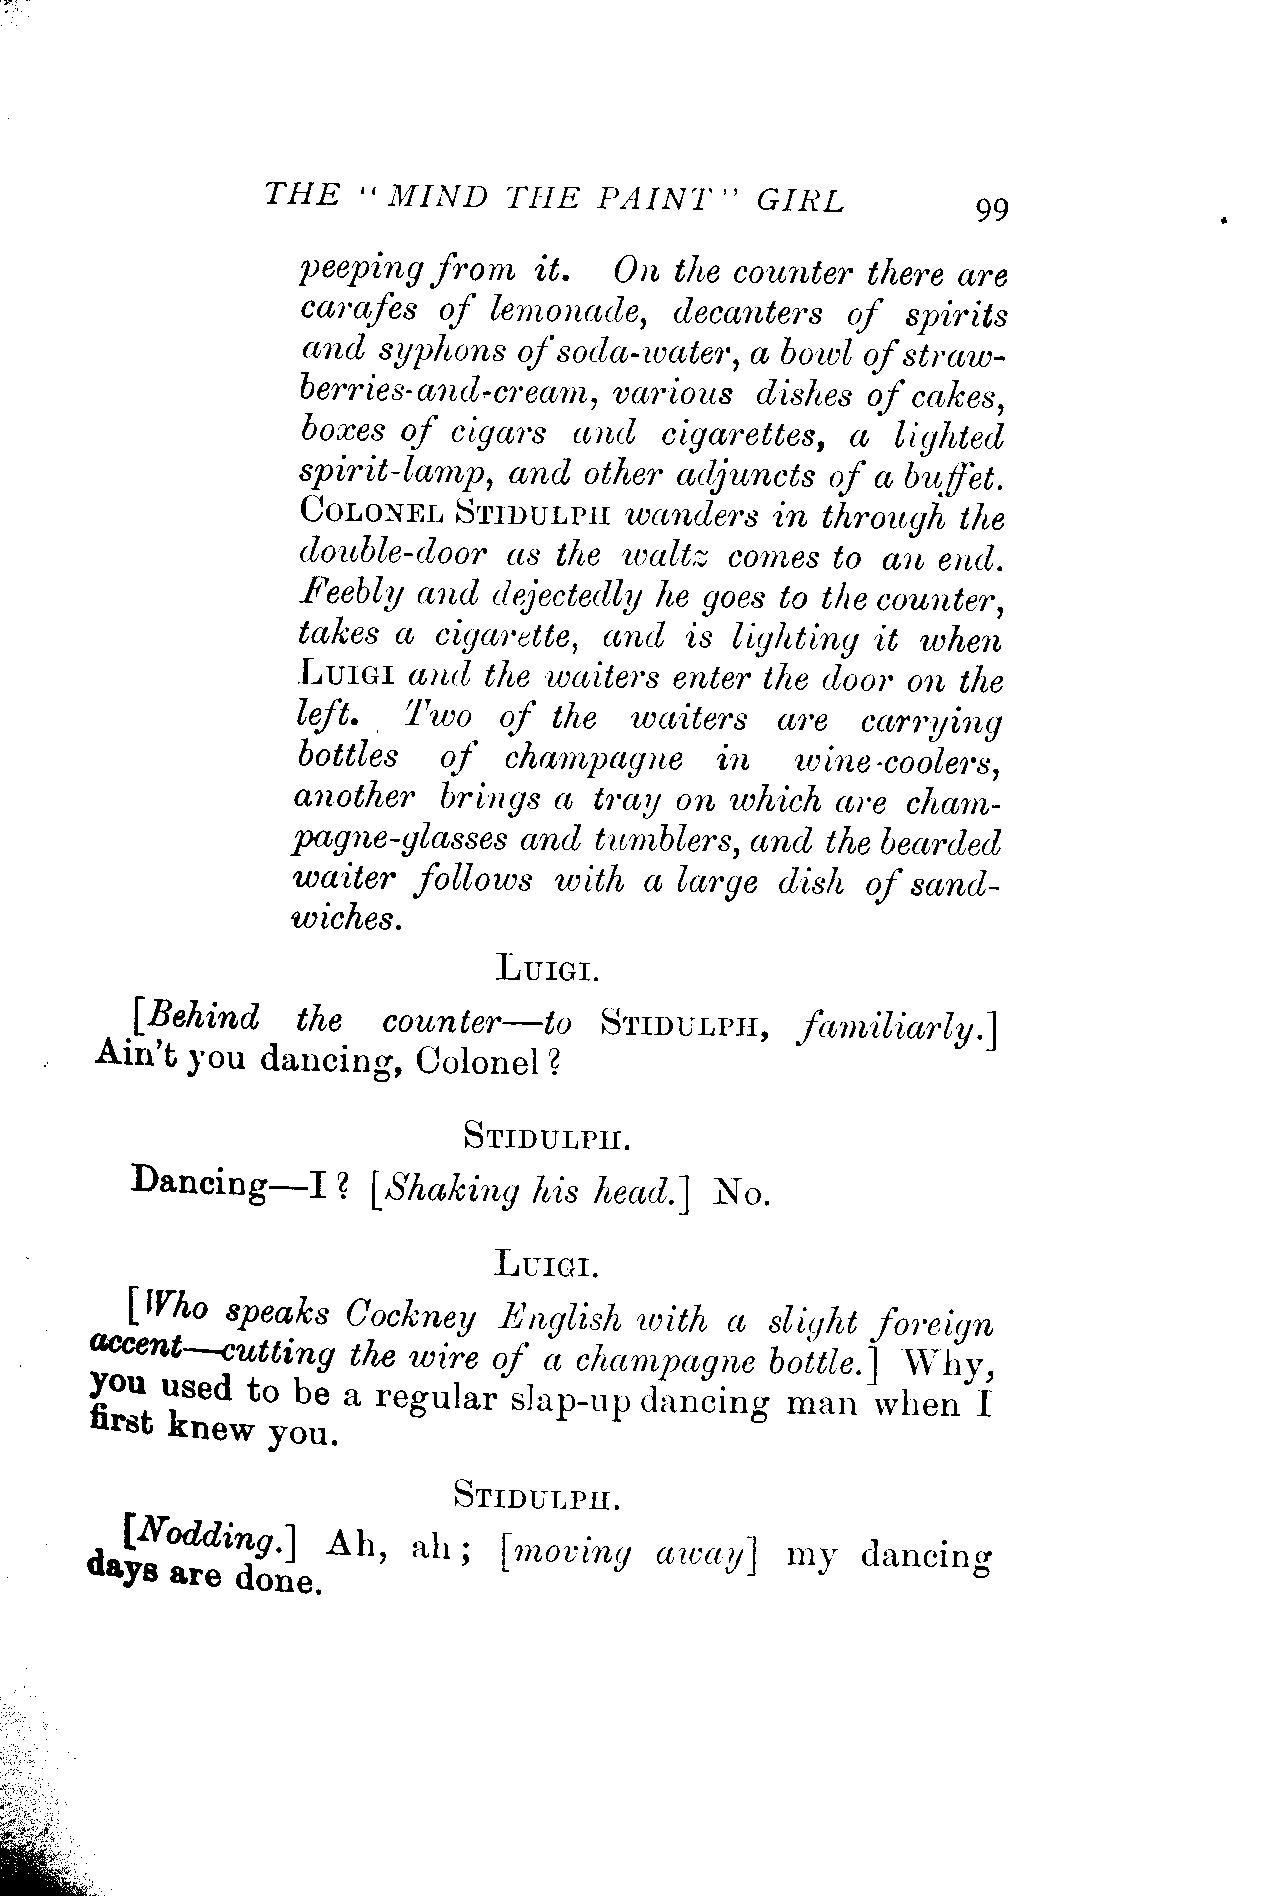 THE "MIND THE PAINT" GIRL 99
peeping from it. On the counter there are
carafes of lemonade, decanters of spirits
and syphons of soda-water, a bowl of straw-
berries-and-cream, various dishes of cakes,
boxes of cigars and cigarettes, a lighted
spirit-lamp, and other adjuncts of a buffet.
COLONEL STIDULPH wanders in through the
double-door as the waltz comes to an end.
Feebly and dejectedly he goes to the counter,
takes a cigarette, and is lighting it when
LUIGI and the waiters enter the door on the
left. Two of the waiters are carrying
bottles of champagne in wine-coolers,
another brings a tray on which are cham-
pagne-glasses and tumblers, and the bearded
waiter follows with a large dish of sand-
wiches.
LUIGI.
[Behind the counter—to STIDULPH, familiarly.]
Ain't you dancing, Colonel?
STIDULPH.
Dancing—I? [Shaking his head.] No.
LUIGI.
[Who speaks Cockney English with a slight foreign
accent—cutting the wire of a champagne bottle.] Why,
you used to be a regular slap-up dancing man when I
first knew you.
STIDULPH.
[Nodding.] Ah, ah; [moving away] my dancing
days are done.